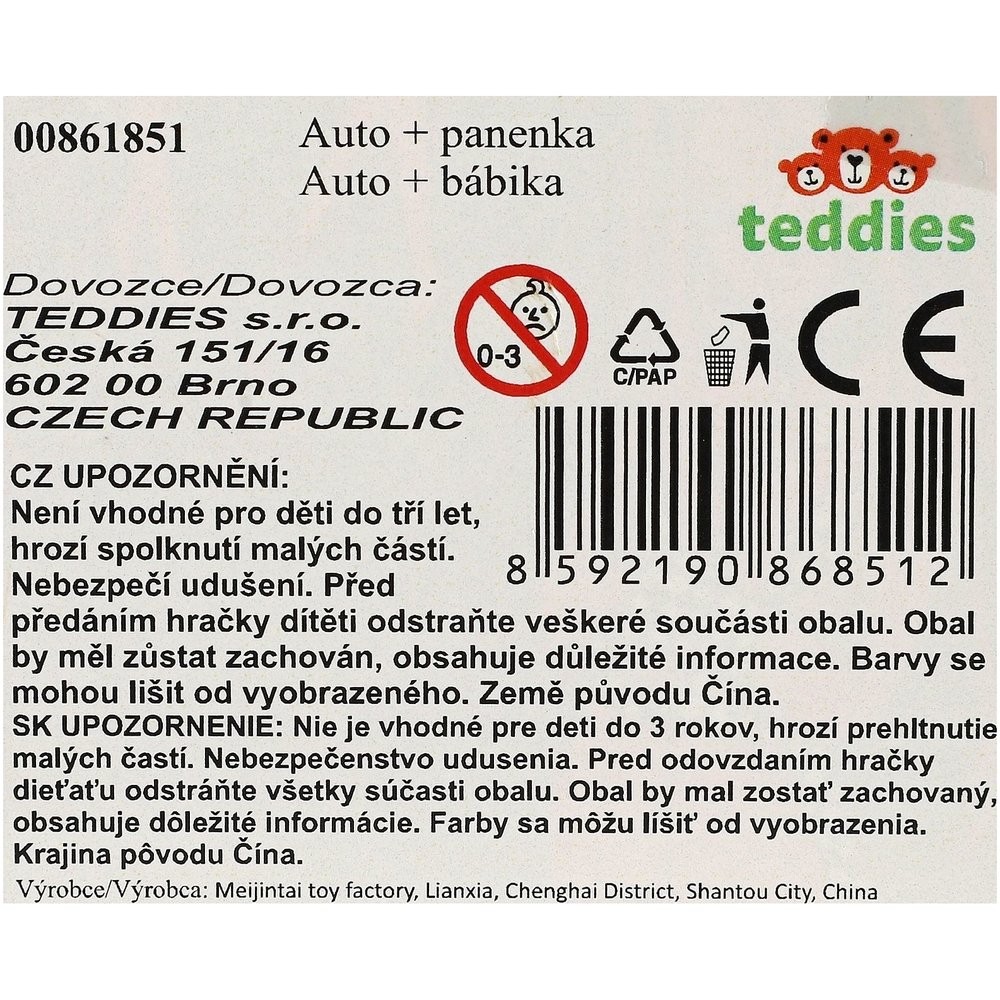 00861851
Auto + panenka
Auto + bábika
teddies
Dovozce/Dovozca:
TEDDIES s.r.o.
Česká 151/16
602 00 Brno
CZECH REPUBLIC
0-3
C/PAP
CE
CZ UPOZORNĚNÍ:
Není vhodné pro děti do tří let,
hrozí spolknutí malých částí.
Nebezpečí udušení. Před
předáním hračky dítěti odstraňte veškeré součásti obalu. Obal
by měl zůstat zachován, obsahuje důležité informace. Barvy se
mohou lišit od vyobrazeného. Země původu Čína.
8 592190 868512
SK UPOZORNENIE: Nie je vhodné pre deti do 3 rokov, hrozí prehltnutie
malých častí. Nebezpečenstvo udusenia. Pred odovzdaním hračky
dieťaťu odstráňte všetky súčasti obalu. Obal by mal zostať zachovaný,
obsahuje dôležité informácie. Farby sa môžu líšiť od vyobrazenia.
Krajina pôvodu Čína.
Výrobce/Výrobca: Meijintai toy factory, Lianxia, Chenghai District, Shantou City, China